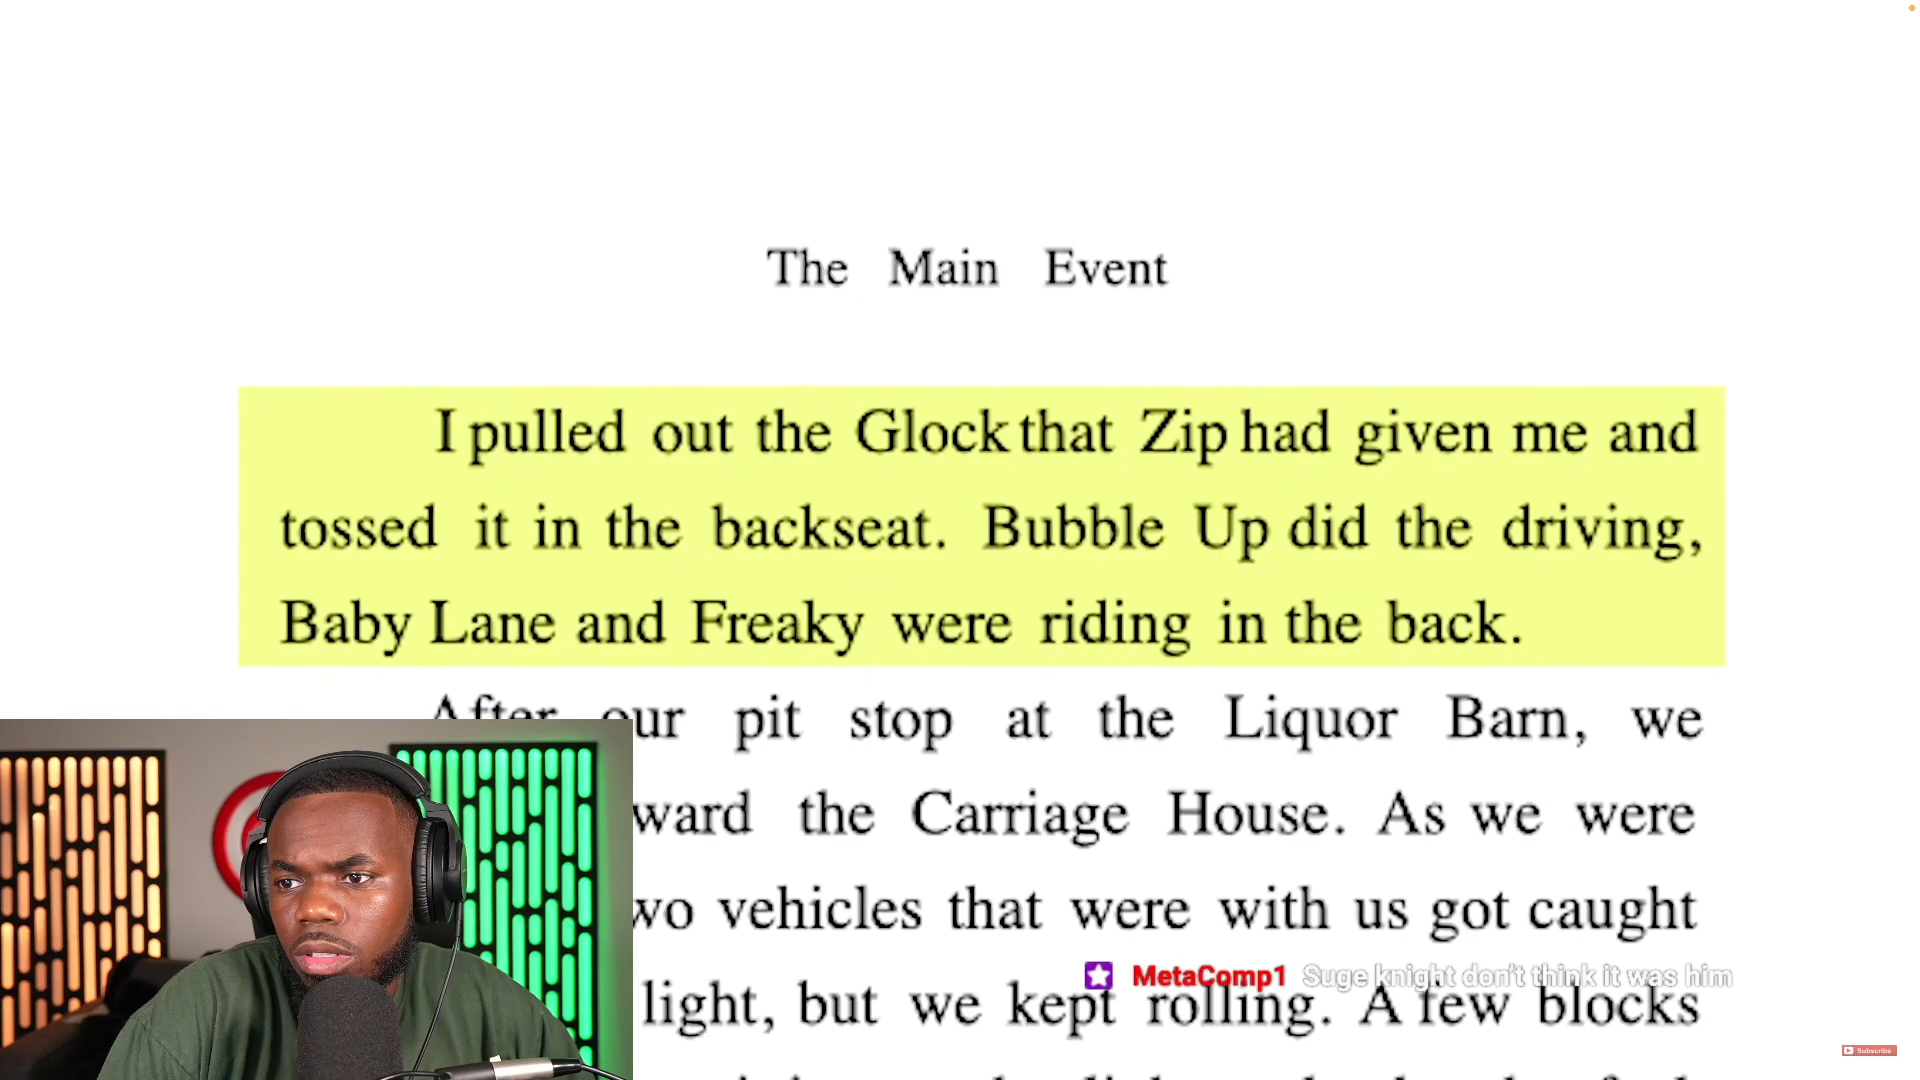 The Main Event
I pulled out the Glock that Zip had given me and
tossed it in the backseat. Bubble Up did the driving,
Baby Lane and Freaky were riding in the back.
After our pit stop at the Liquor Barn, we
ward the Carriage House. As we were
wo vehicles that were with us got caught
MetaComp1 Suge knight don't think it was him
light, but we kept rolling. A few blocks
Subscribe